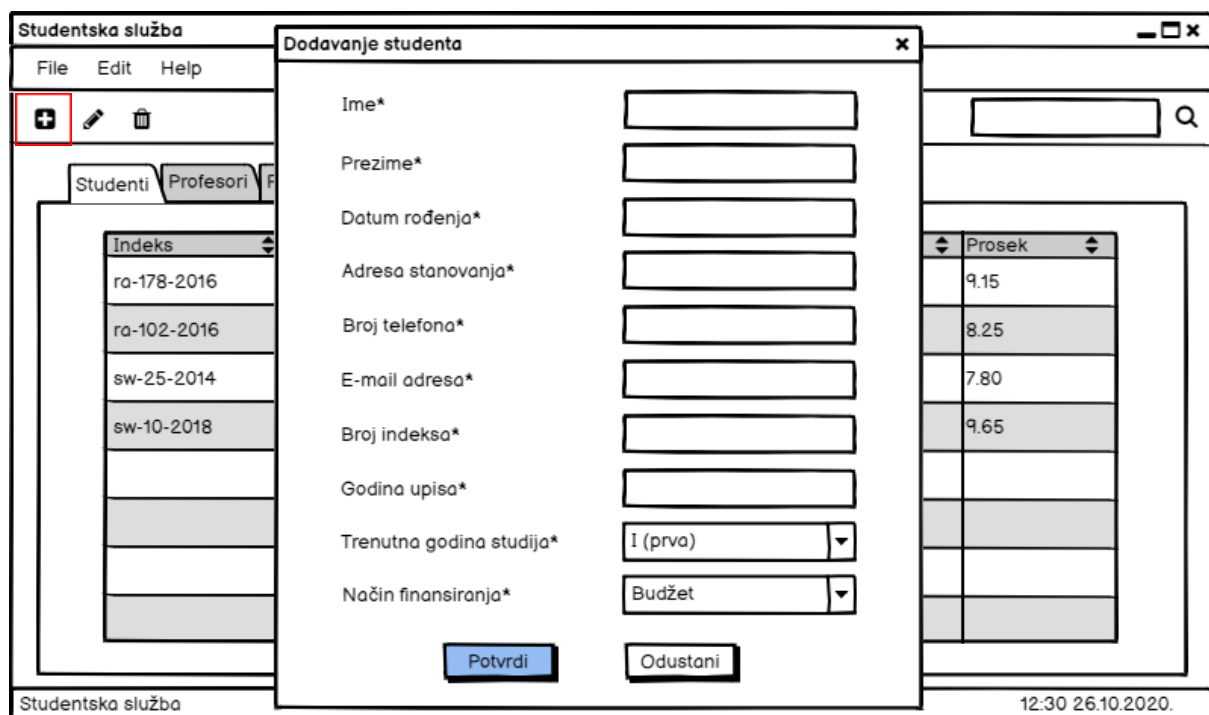 Studentska služba
File Edit Help
Studenti Profesori
Indeks Prosek
ra-178-2016 9.15
ra-102-2016 8.25
sw-25-2014 7.80
sw-10-2018 9.65
Studentska služba 12:30 26.10.2020.
Dodavanje studenta
Ime*
Prezime*
Datum rođenja*
Adresa stanovanja*
Broj telefona*
E-mail adresa*
Broj indeksa*
Godina upisa*
Trenutna godina studija* I (prva)
Način finansiranja* Budžet
Potvrdi Odustani